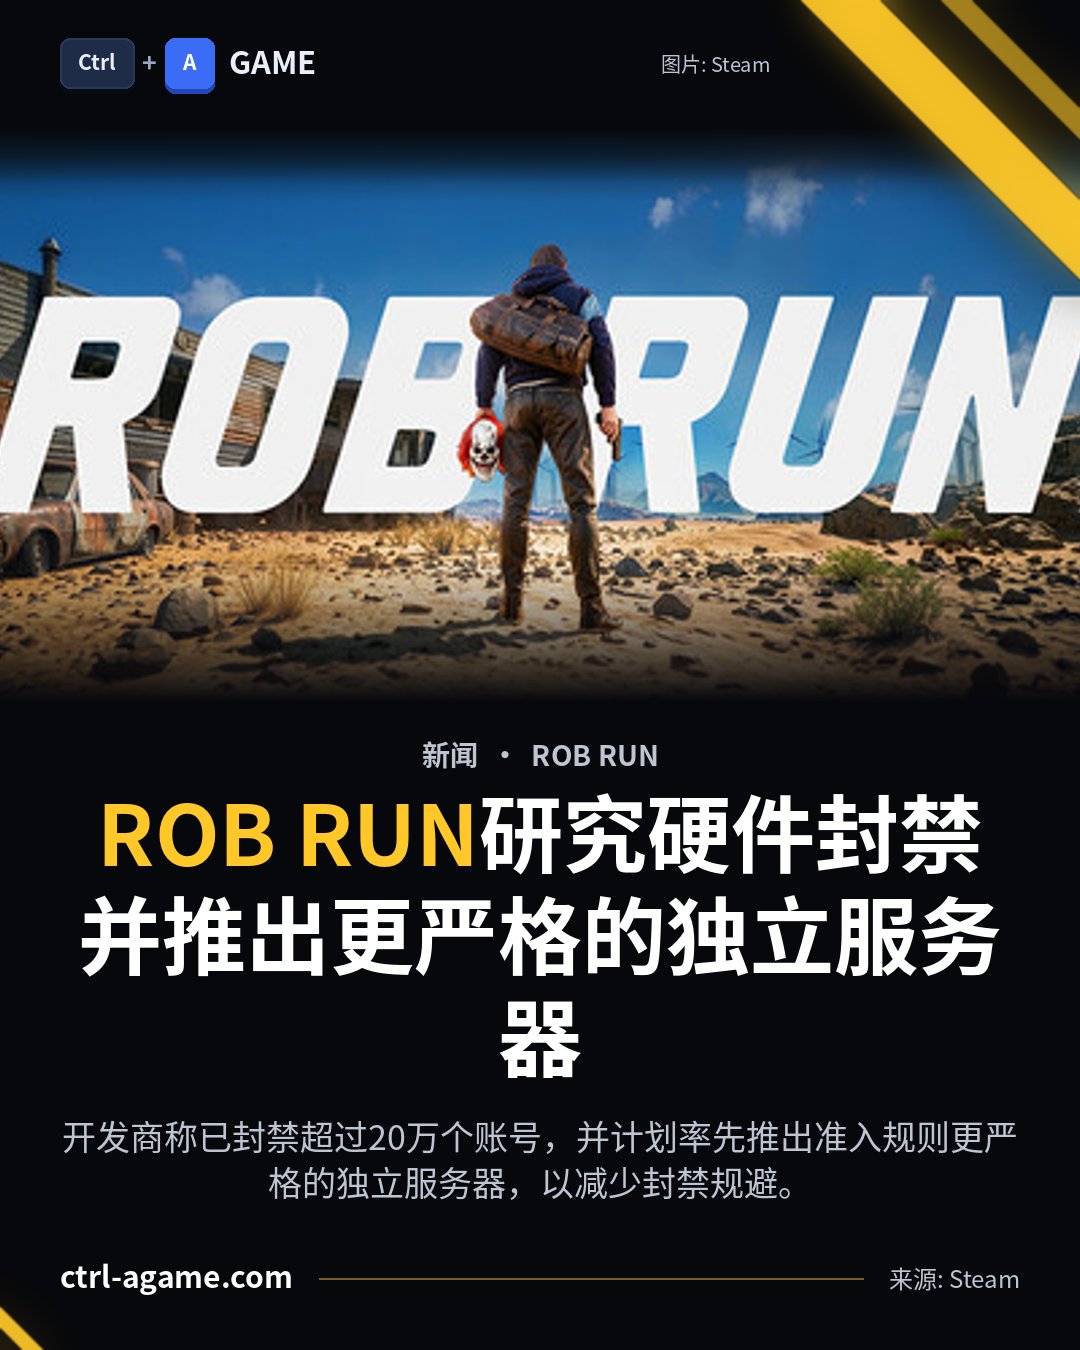 Ctrl + A GAME
图片: Steam
ROB RUN
新闻 • ROB RUN
ROB RUN研究硬件封禁
并推出更严格的独立服务
器
开发商称已封禁超过20万个账号，并计划率先推出准入规则更严
格的独立服务器，以减少封禁规避。
ctrl-agame.com
来源: Steam